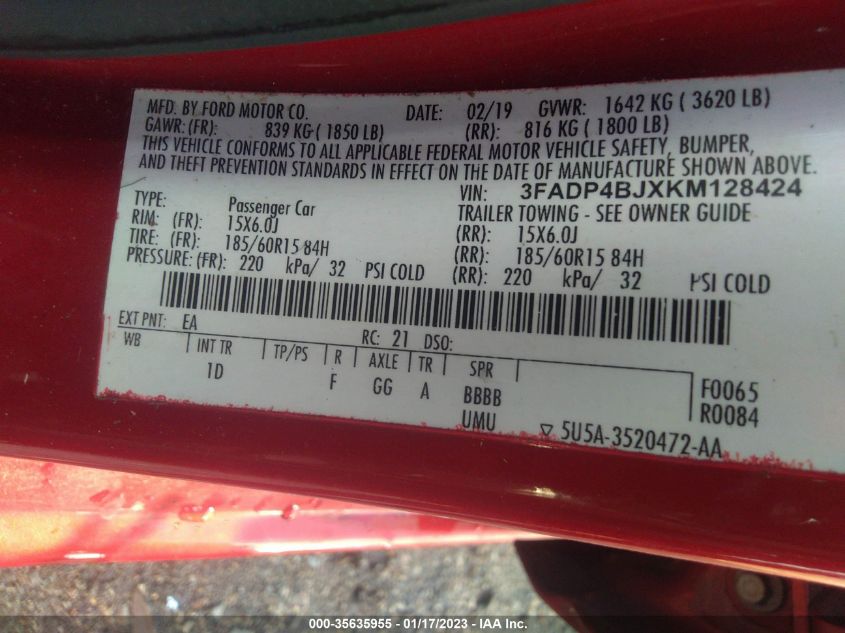 MFD. BY FORD MOTOR CO. DATE: 02/19 GVWR: 1642 KG ( 3620 LB)
GAWR:(FR): 839 KG ( 1850 LB) (RR): 816 KG ( 1800 LB)
THIS VEHICLE CONFORMS TO ALL APPLICABLE FEDERAL MOTOR VEHICLE SAFETY, BUMPER,
AND THEFT PREVENTION STANDARDS IN EFFECT ON THE DATE OF MANUFACTURE SHOWN ABOVE.
VIN: 3FADP4BJXKM128424
TYPE: Passenger Car TRAILER TOWING - SEE OWNER GUIDE
RIM: (FR): 15X6.0J (RR): 15X6.0J
TIRE: (FR): 185/60R15 84H (RR): 185/60R15 84H
PRESSURE: (FR): 220 kPa/ 32 PSI COLD (RR): 220 kPa/ 32 PSI COLD
EXT PNT: EA RC: 21 DSO:
WB INT TR TP/PS R AXLE TR SPR
1D F GG A BBBB F0065
UMU R0084
▽ 5U5A-3520472-AA
000-35635955 - 01/17/2023 - IAA Inc.